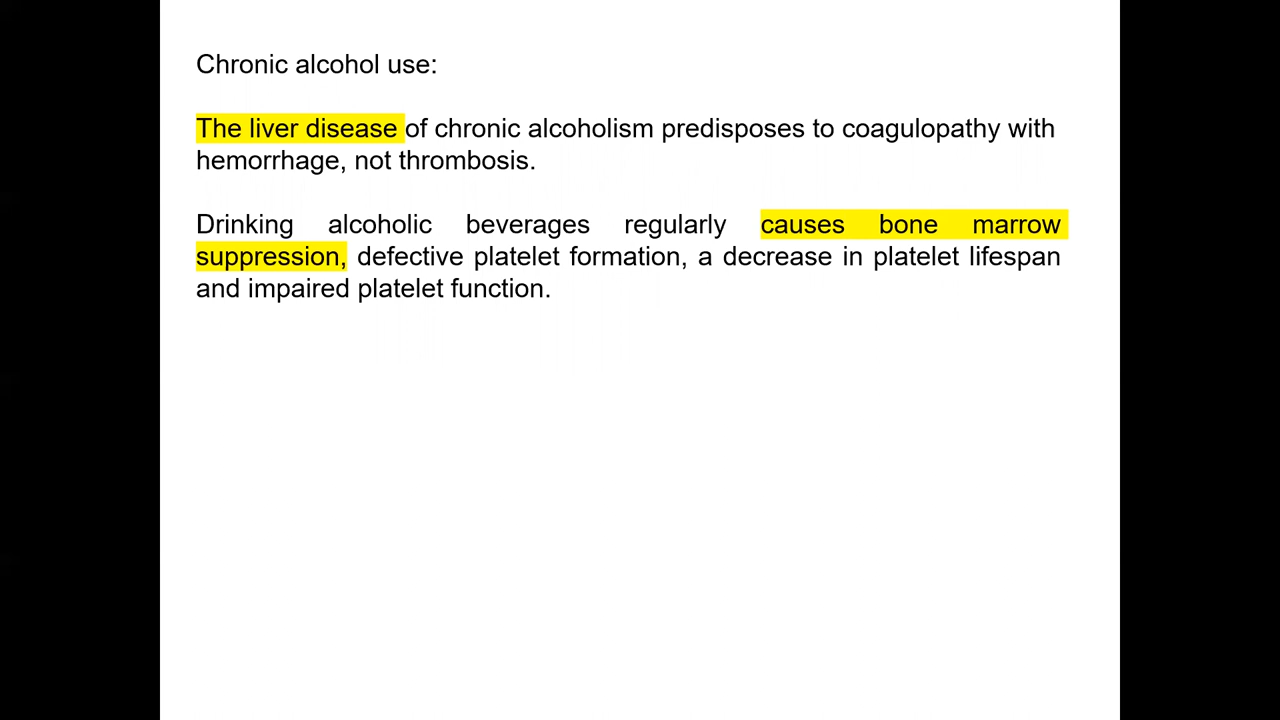 Chronic alcohol use:
The liver disease of chronic alcoholism predisposes to coagulopathy with
hemorrhage, not thrombosis.
Drinking alcoholic beverages regularly causes bone marrow
suppression, defective platelet formation, a decrease in platelet lifespan
and impaired platelet function.